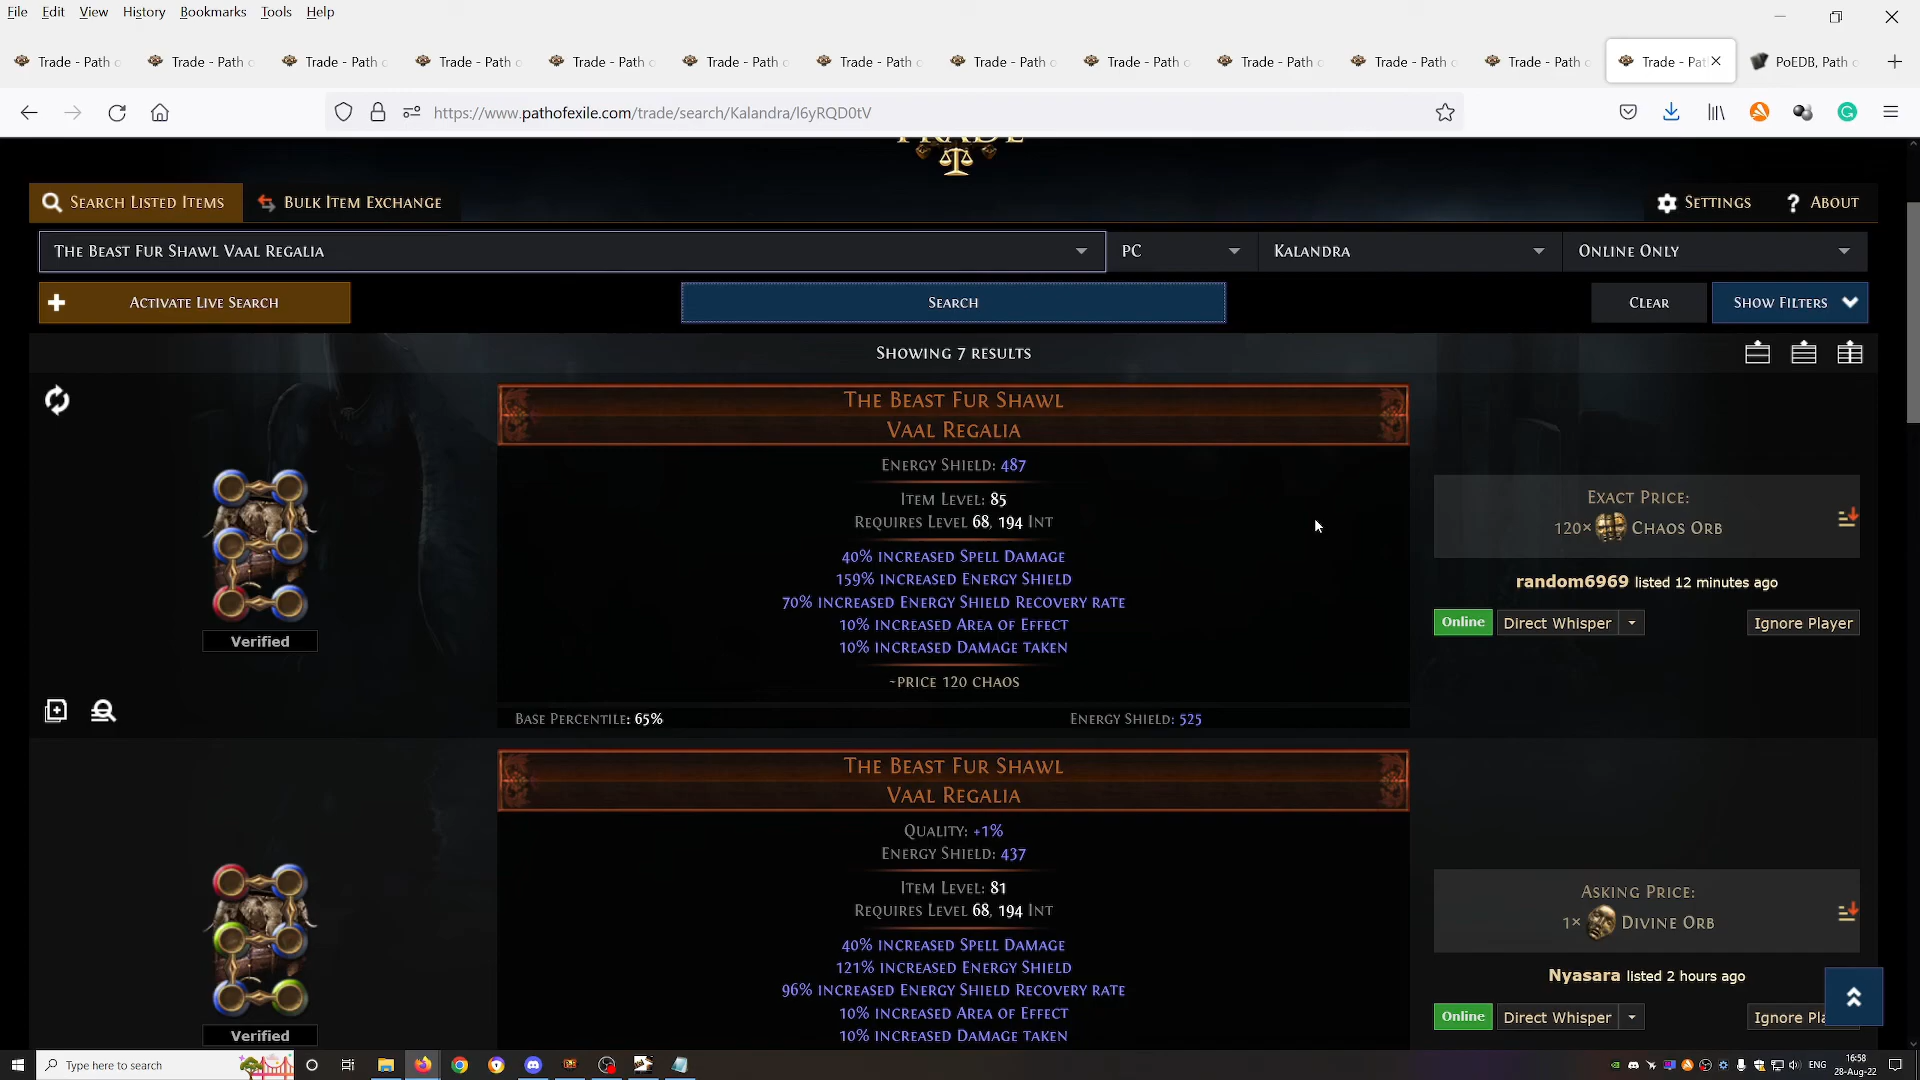 File Edit View History Bookmarks Tools Help
Trade - Path o Trade - Path o Trade - Path o Trade - Path o Trade - Path o Trade - Path o Trade - Path o Trade - Path o Trade - Path o Trade - Path o Trade - Path o Trade - Path o Trade - Pat PoEDB, Path o
https://www.pathofexile.com/trade/search/Kalandra/l6yRQD0tV
TRADE
Search Listed Items Bulk Item Exchange Settings ? About
The Beast Fur Shawl Vaal Regalia PC Kalandra Online Only
Activate Live Search Search Clear Show Filters
Showing 7 results
The Beast Fur Shawl
Vaal Regalia
Energy Shield: 487
Item Level: 85
Requires Level 68, 194 Int
40% increased Spell Damage
159% increased Energy Shield
70% increased Energy Shield Recovery rate
10% increased Area of Effect
10% increased Damage taken
~price 120 chaos
Base Percentile: 65% Energy Shield: 525
Verified
Exact Price:
120× Chaos Orb
random6969 listed 12 minutes ago
Online Direct Whisper Ignore Player
The Beast Fur Shawl
Vaal Regalia
Quality: +1%
Energy Shield: 437
Item Level: 81
Requires Level 68, 194 Int
40% increased Spell Damage
121% increased Energy Shield
96% increased Energy Shield Recovery rate
10% increased Area of Effect
10% increased Damage taken
Verified
Asking Price:
1× Divine Orb
Nyasara listed 2 hours ago
Online Direct Whisper Ignore Pla
Type here to search
ENG
16:58
28-Aug-22